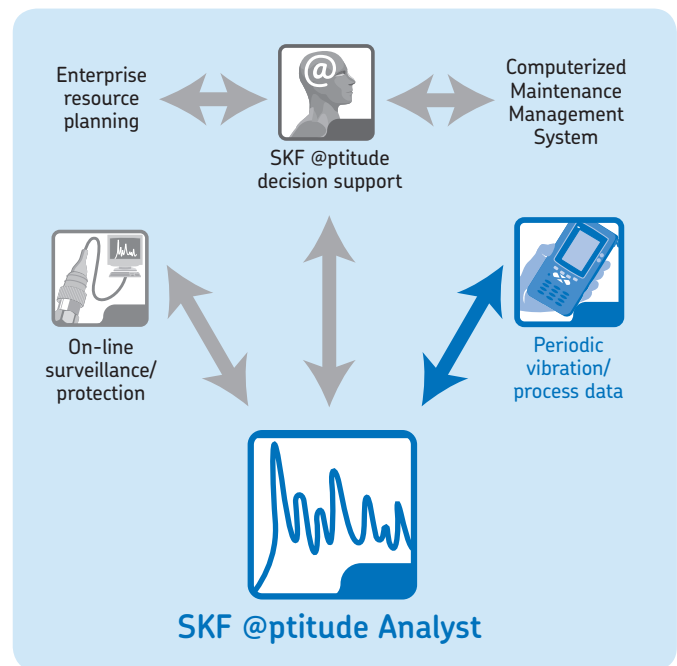 Enterprise
resource
planning
@
SKF @ptitude
decision support
Computerized
Maintenance
Management
System
On-line
surveillance/
protection
Periodic
vibration/
process data
SKF @ptitude Analyst